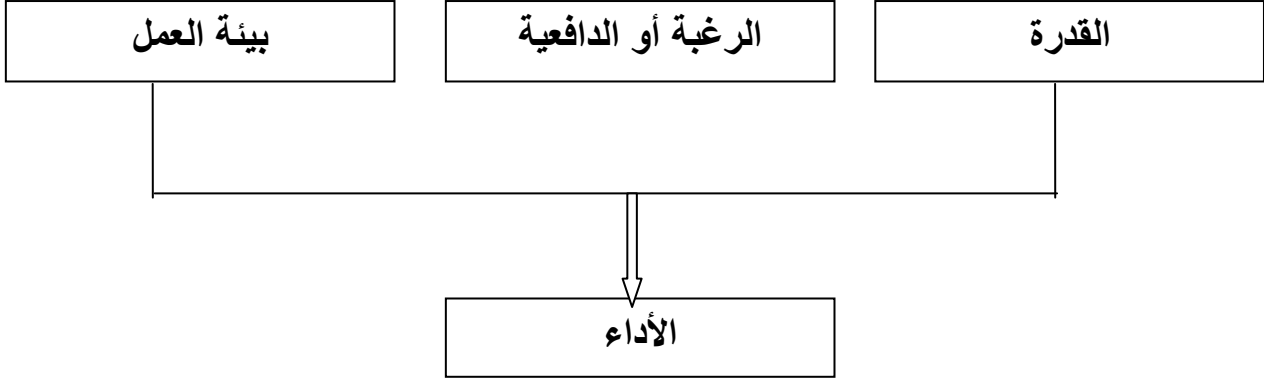 القدرة
الرغبة أو الدافعية
بيئة العمل
الأداء